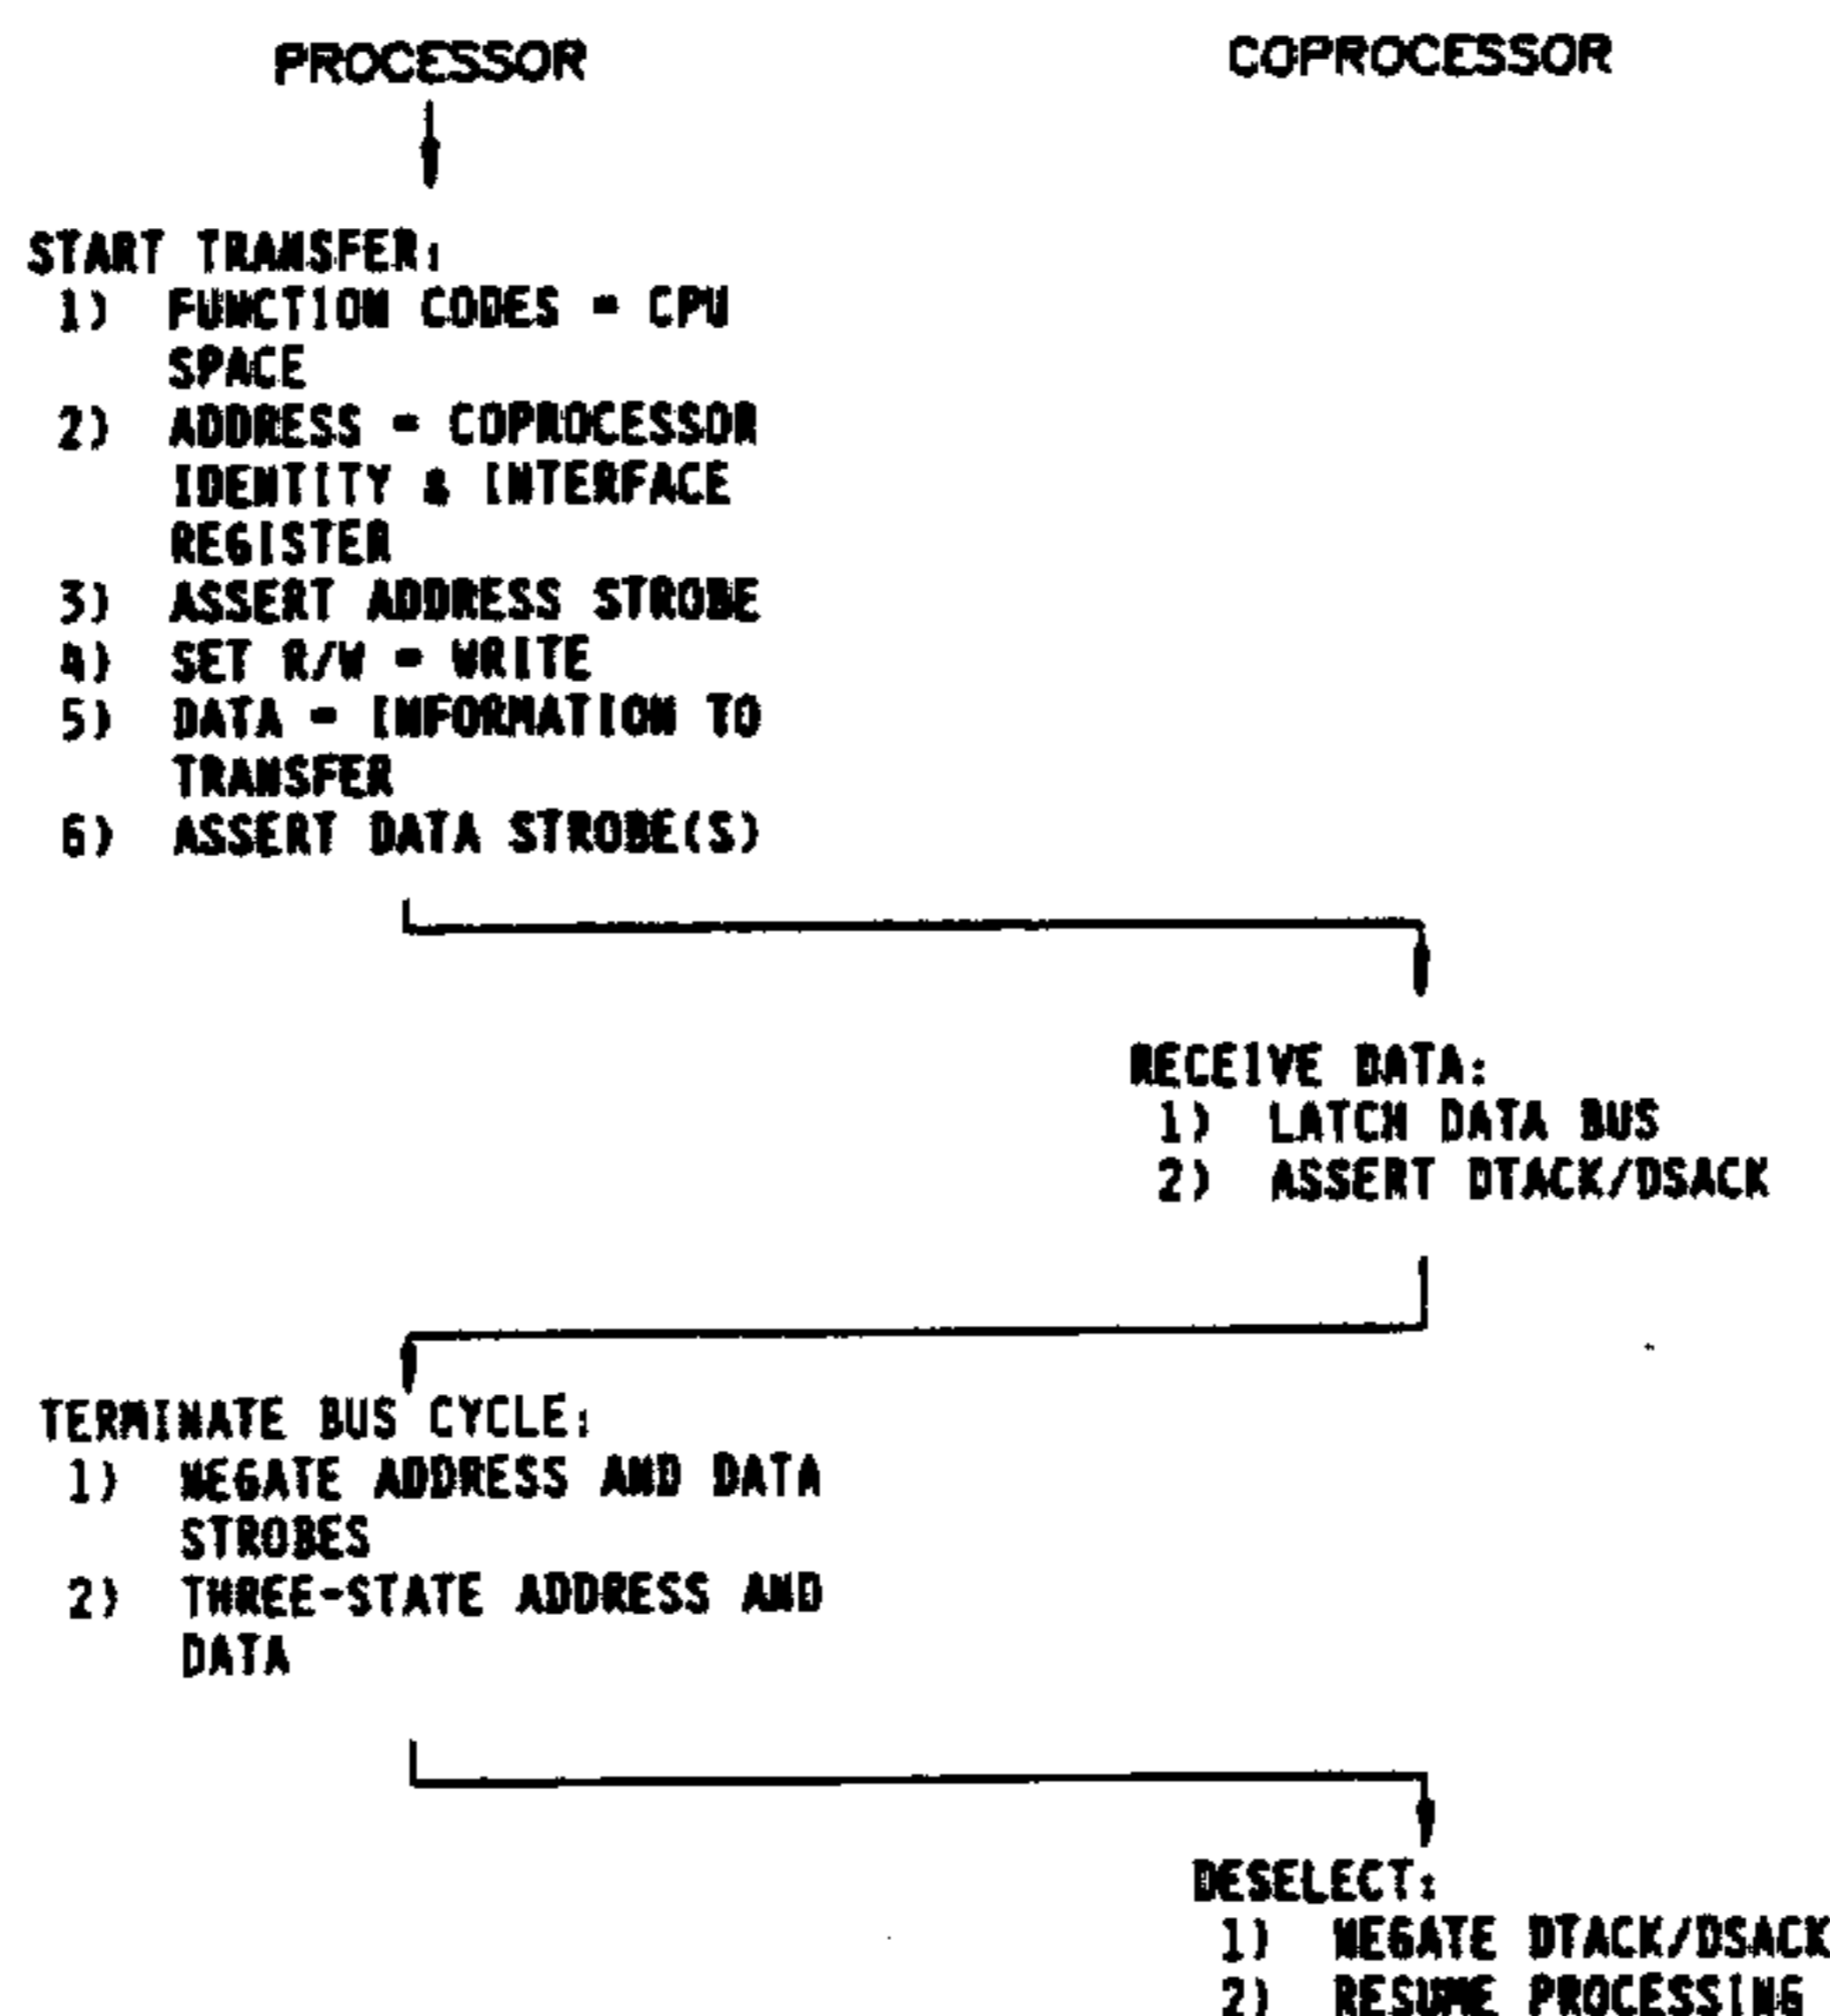 PROCESSOR
COPROCESSOR
START TRANSFER:
1) FUNCTION CODES = CPU
SPACE
2) ADDRESS = COPROCESSOR
IDENTITY & INTERFACE
REGISTER
3) ASSERT ADDRESS STROBE
4) SET R/W = WRITE
5) DATA = INFORMATION TO
TRANSFER
6) ASSERT DATA STROBE(S)
RECEIVE DATA:
1) LATCH DATA BUS
2) ASSERT DTACK/DSACK
TERMINATE BUS CYCLE:
1) NEGATE ADDRESS AND DATA
STROBES
2) THREE-STATE ADDRESS AND
DATA
DESELECT:
1) NEGATE DTACK/DSACK
2) RESUME PROCESSING